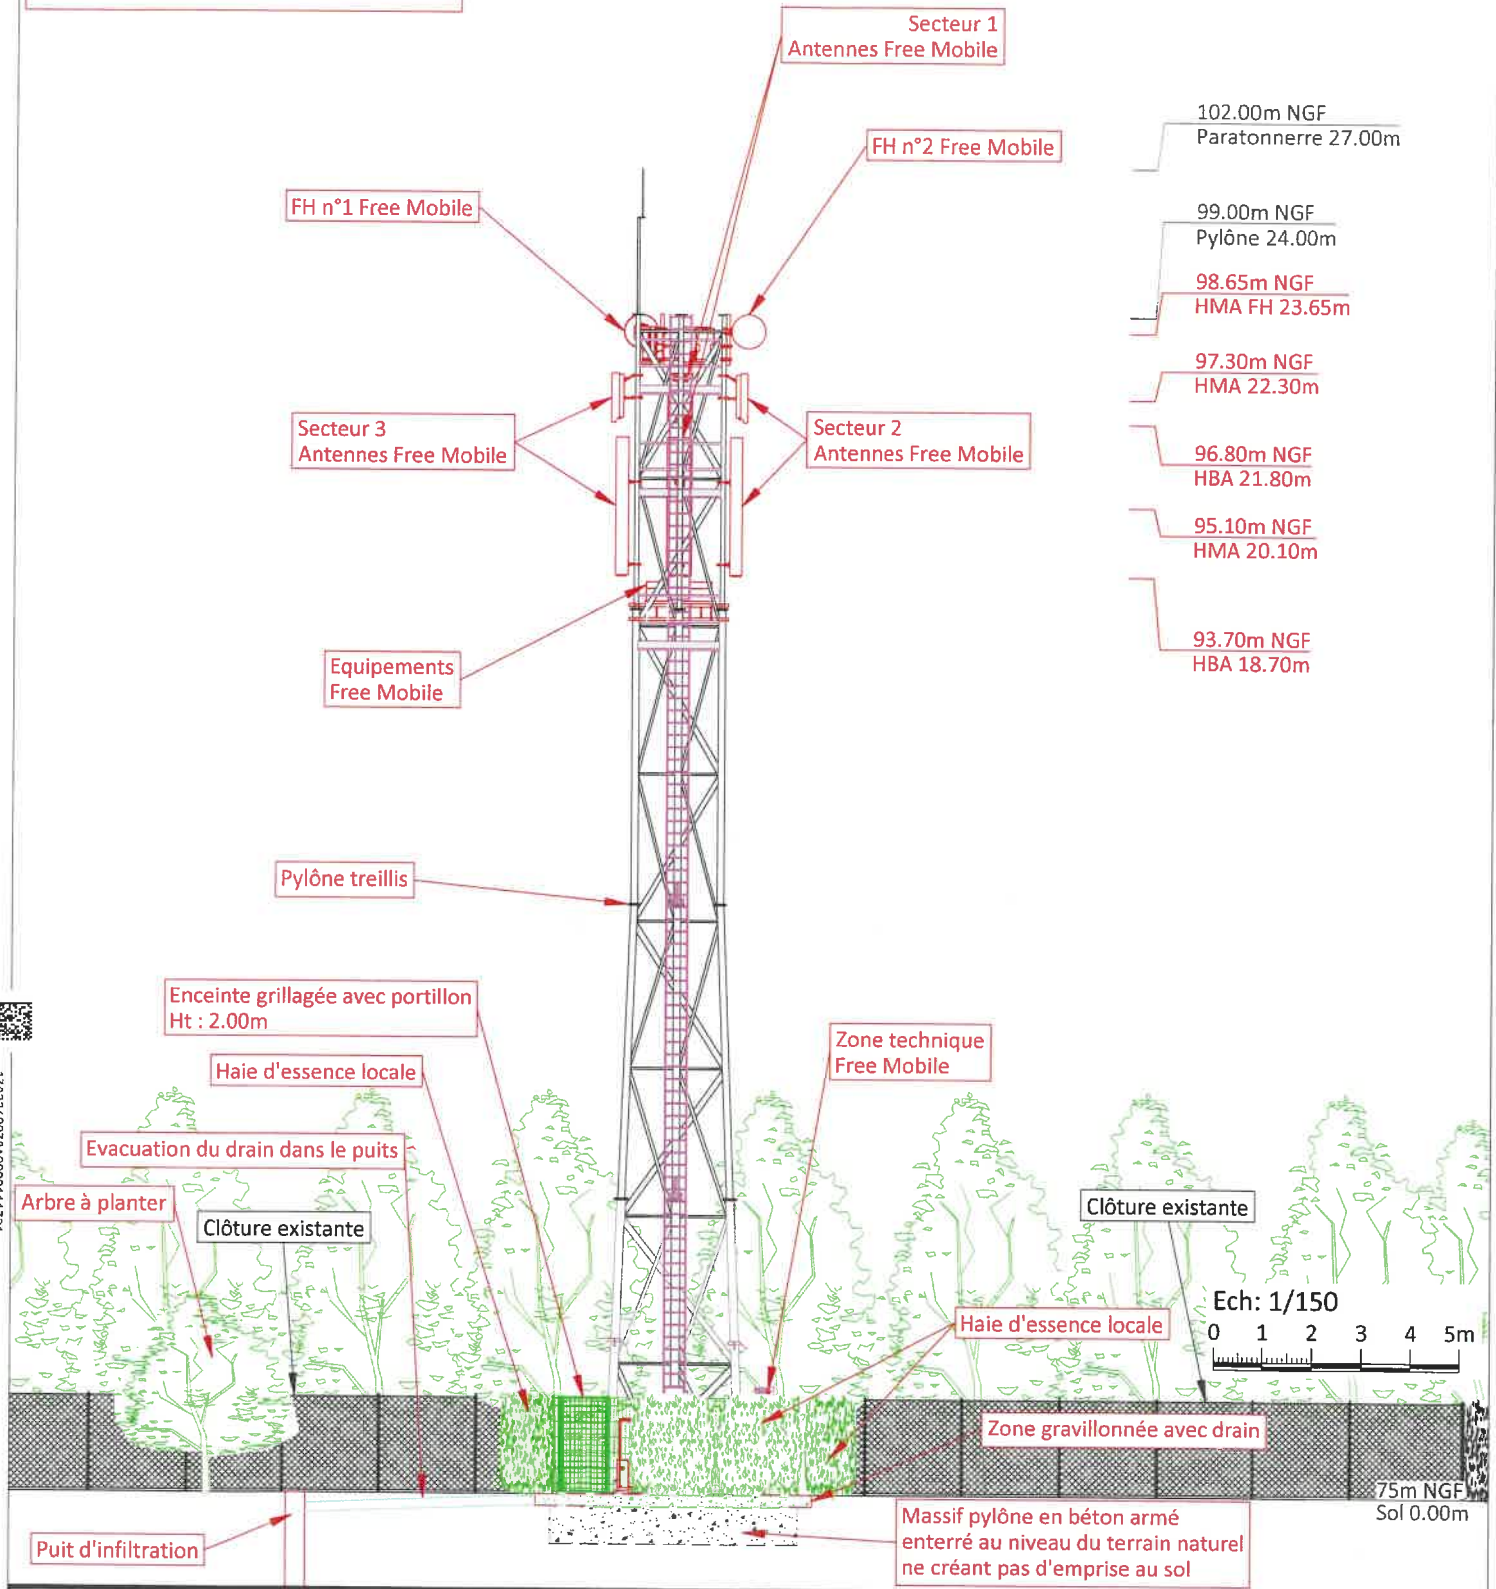 Secteur 1
Antennes Free Mobile
102.00m NGF
Paratonnerre 27.00m
FH n°2 Free Mobile
FH n°1 Free Mobile
99.00m NGF
Pylône 24.00m
98.65m NGF
HMA FH 23.65m
97.30m NGF
HMA 22.30m
Secteur 3
Antennes Free Mobile
Secteur 2
Antennes Free Mobile
96.80m NGF
HBA 21.80m
95.10m NGF
HMA 20.10m
93.70m NGF
HBA 18.70m
Equipements
Free Mobile
Pylône treillis
Enceinte grillagée avec portillon
Ht : 2.00m
Zone technique
Free Mobile
Haie d'essence locale
Evacuation du drain dans le puits
Arbre à planter
Clôture existante
Clôture existante
Ech: 1/150
0 1 2 3 4 5m
Haie d'essence locale
Zone gravillonnée avec drain
75m NGF
Sol 0.00m
Massif pylône en béton armé
enterré au niveau du terrain naturel
ne créant pas d'emprise au sol
Puit d'infiltration